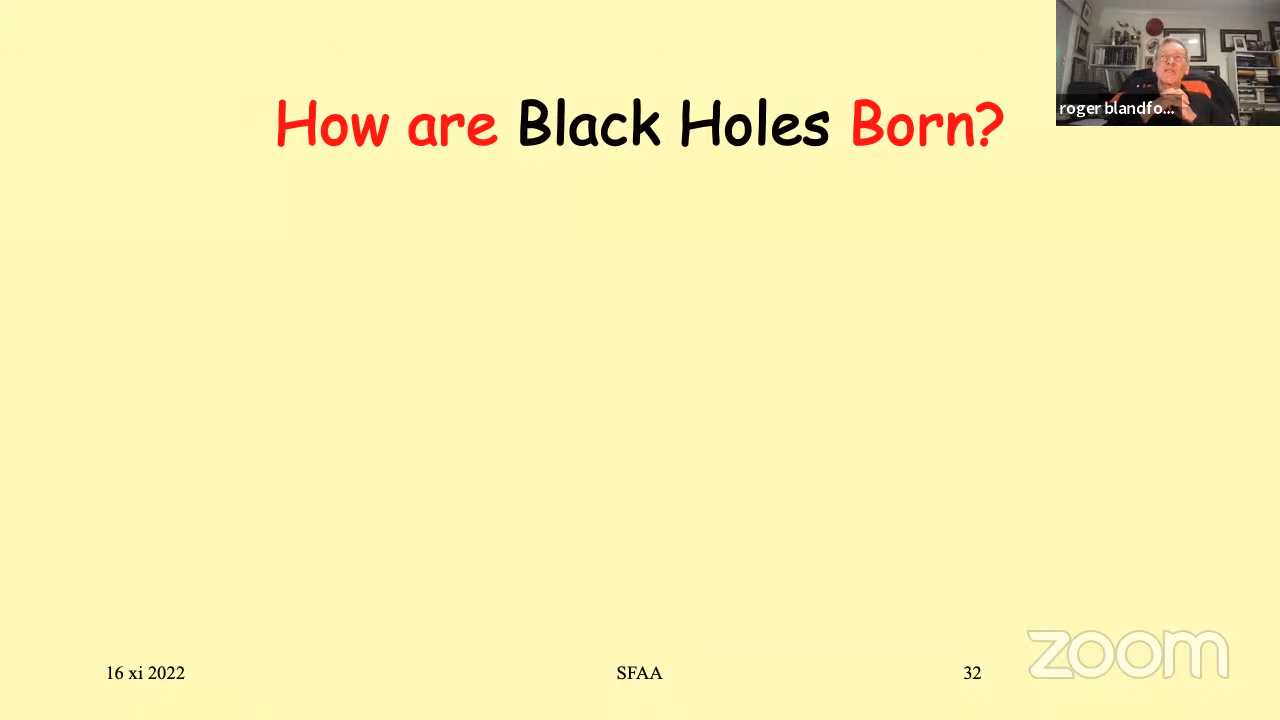 How are Black Holes Born?
roger blandfo...
16 xi 2022
SFAA
32
zoom